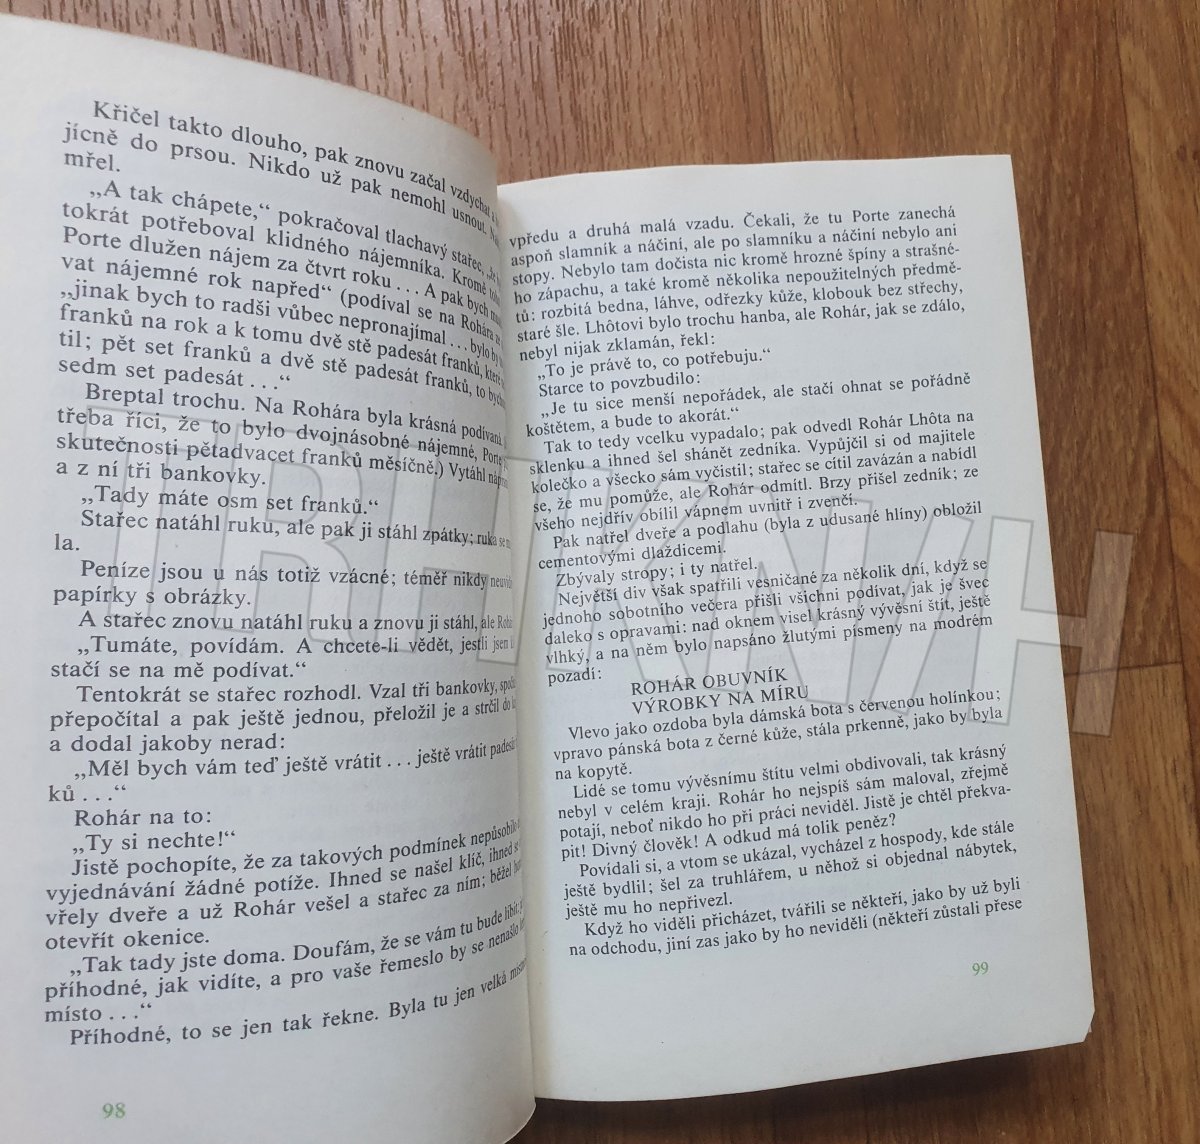 Křičel takto dlouho, pak znovu začal vzdychat a
jícně do prsou. Nikdo už pak nemohl usnout.
mřel.
„A tak chápete,“ pokračoval tlachavý stařec,
tokrát potřeboval klidného nájemníka. Kromě toho
Porte dlužen nájem za čtvrt roku . . . A pak bych
vat nájemné rok napřed“ (podíval se na Rohára
„jinak bych to radši vůbec nepronajímal . . . bylo by
franků na rok a k tomu dvě stě padesát franků, které
til; pět set franků a dvě stě padesát franků, to bychom
sedm set padesát . . .“
Breptal trochu. Na Rohára byla krásná podívaná.
třeba říci, že to bylo dvojnásobné nájemné, Porte
skutečnosti pětadvacet franků měsíčně.) Vytáhl
a z ní tři bankovky.
„Tady máte osm set franků.“
Stařec natáhl ruku, ale pak ji stáhl zpátky; ruka se
la.
Peníze jsou u nás totiž vzácné; téměř nikdy
papírky s obrázky.
A stařec znovu natáhl ruku a znovu ji stáhl, ale
„Tumáte, povídám. A chcete-li vědět, jestli jsem
stačí se na mě podívat.“
Tentokrát se stařec rozhodl. Vzal tři bankovky,
přepočítal a pak ještě jednou, přeložil je a strčil do
a dodal jakoby nerad:
„Měl bych vám teď ještě vrátit . . . ještě vrátit
ků . . .“
Rohár na to:
„Ty si nechte!“
Jistě pochopíte, že za takových podmínek nepůsobilo
vyjednávání žádné potíže. Ihned se našel klíč, ihned se
vřely dveře a už Rohár vešel a stařec za ním; běžel
otevřít okenice.
„Tak tady jste doma. Doufám, že se vám tu bude líbit;
příhodné, jak vidíte, a pro vaše řemeslo by se nenašlo
místo . . .“
Příhodné, to se jen tak řekne. Byla tu jen velká
98
vpředu a druhá malá vzadu. Čekali, že tu Porte zanechá
aspoň slamník a náčiní, ale po slamníku a náčiní nebylo ani
stopy. Nebylo tam dočista nic kromě hrozné špíny a strašné-
ho zápachu, a také kromě několika nepoužitelných předmě-
tů: rozbitá bedna, láhve, odřezky kůže, klobouk bez střechy,
staré šle. Lhôtovi bylo trochu hanba, ale Rohár, jak se zdálo,
nebyl nijak zklamán, řekl:
„To je právě to, co potřebuju.“
Starce to povzbudilo:
„Je tu sice menší nepořádek, ale stačí ohnat se pořádně
koštětem, a bude to akorát.“
Tak to tedy vcelku vypadalo; pak odvedl Rohár Lhôta na
sklenku a ihned šel shánět zedníka. Vypůjčil si od majitele
kolečko a všecko sám vyčistil; stařec se cítil zavázán a nabídl
se, že mu pomůže, ale Rohár odmítl. Brzy přišel zedník; ze
všeho nejdřív obílil vápnem uvnitř i zvenčí.
Pak natřel dveře a podlahu (byla z udusané hlíny) obložil
cementovými dlaždicemi.
Zbývaly stropy; i ty natřel.
Největší div však spatřili vesničané za několik dní, když se
jednoho sobotního večera přišli všichni podívat, jak je švec
daleko s opravami: nad oknem visel krásný vývěsní štít, ještě
vlhký, a na něm bylo napsáno žlutými písmeny na modrém
pozadí:
ROHÁR OBUVNÍK
VÝROBKY NA MÍRU
Vlevo jako ozdoba byla dámská bota s červenou holínkou;
vpravo pánská bota z černé kůže, stála prkenně, jako by byla
na kopytě.
Lidé se tomu vývěsnímu štítu velmi obdivovali, tak krásný
nebyl v celém kraji. Rohár ho nejspíš sám maloval, zřejmě
potají, neboť nikdo ho při práci neviděl. Jistě je chtěl překva-
pit! Divný člověk! A odkud má tolik peněz?
Povídali si, a vtom se ukázal, vycházel z hospody, kde stále
ještě bydlil; šel za truhlářem, u něhož si objednal nábytek,
ještě mu ho nepřivezl.
Když ho viděli přicházet, tvářili se někteří, jako by už byli
na odchodu, jiní zas jako by ho neviděli (někteří zůstali přese
99
TRHKNIH